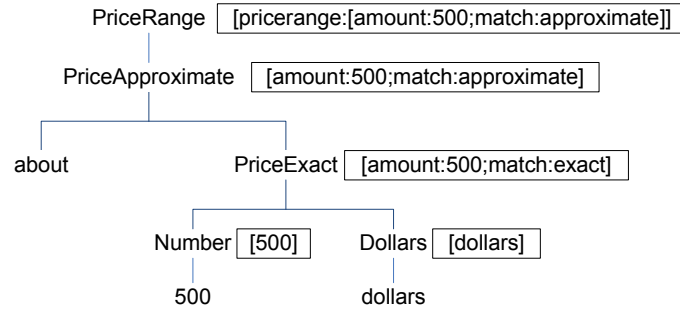 PriceRange [pricerange:[amount:500;match:approximate]]
PriceApproximate [amount:500;match:approximate]
about PriceExact [amount:500;match:exact]
Number [500] Dollars [dollars]
500 dollars